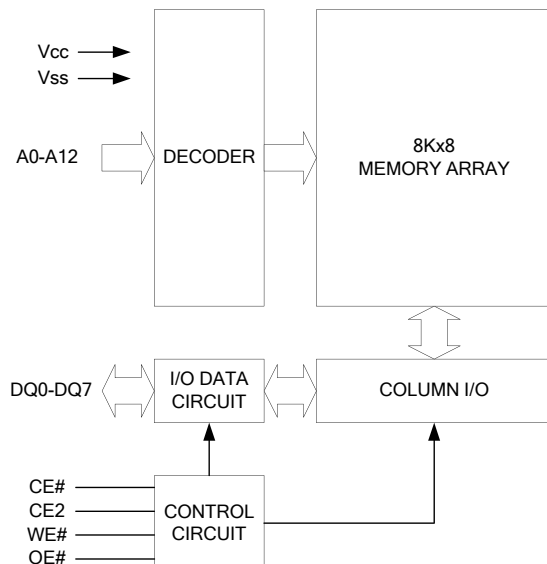 Vcc
Vss
A0-A12
DECODER
8Kx8
MEMORY ARRAY
DQ0-DQ7
I/O DATA
CIRCUIT
COLUMN I/O
CE#
CE2
WE#
OE#
CONTROL
CIRCUIT